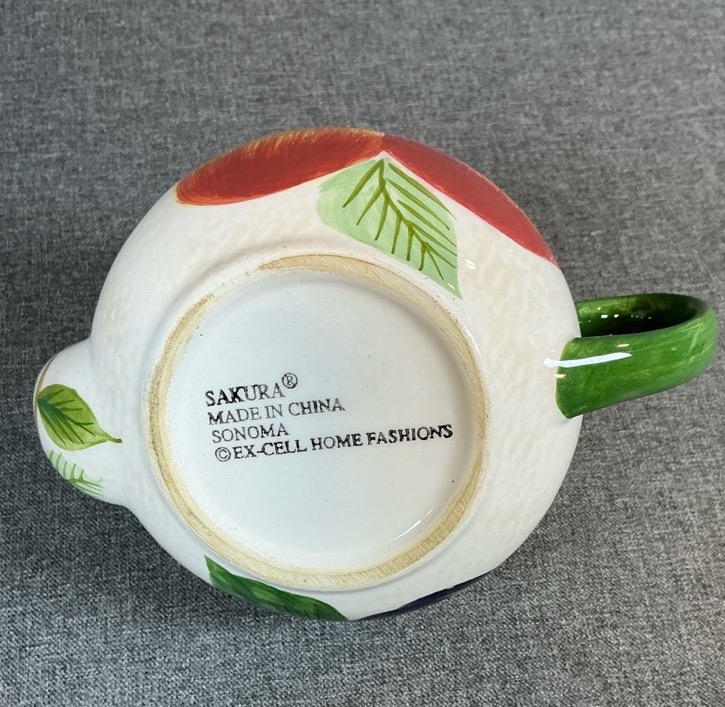 SAKURA®
MADE IN CHINA
SONOMA
©EX-CELL HOME FASHIONS